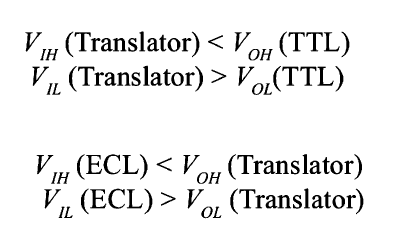 V_IH (Translator) < V_OH (TTL)
V_IL (Translator) > V_OL(TTL)
V_IH (ECL) < V_OH (Translator)
V_IL (ECL) > V_OL (Translator)